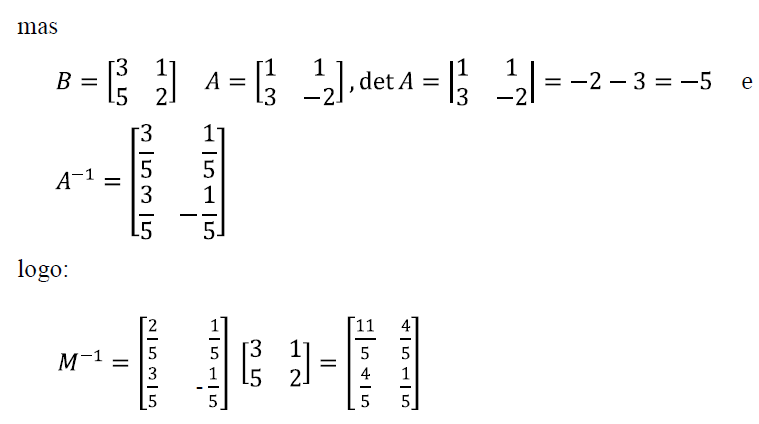 mas
B = [3 1; 5 2] A = [1 1; 3 −2], det A = |1 1; 3 −2| = −2 − 3 = −5 e
A⁻¹ = [3/5 1/5; 3/5 −1/5]
logo:
M⁻¹ = [2/5 1/5; 3/5 -1/5] [3 1; 5 2] = [11/5 4/5; 4/5 1/5]